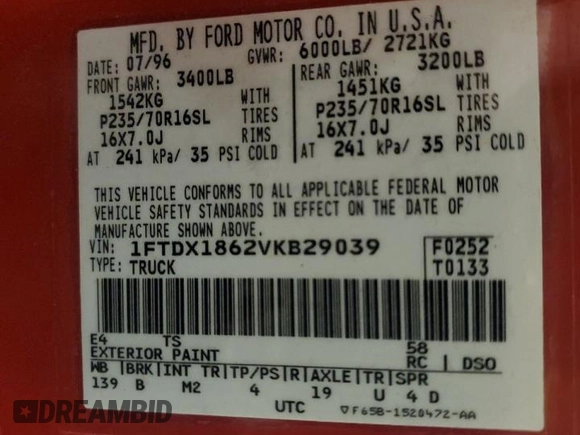 MFD. BY FORD MOTOR CO. IN U.S.A.
DATE: 07/96 GVWR: 6000LB/ 2721KG
FRONT GAWR: 3400LB REAR GAWR: 3200LB
1542KG WITH 1451KG WITH
P235/70R16SL TIRES P235/70R16SL TIRES
16X7.0J RIMS 16X7.0J RIMS
AT 241 kPa/ 35 PSI COLD AT 241 kPa/ 35 PSI COLD
THIS VEHICLE CONFORMS TO ALL APPLICABLE FEDERAL MOTOR
VEHICLE SAFETY STANDARDS IN EFFECT ON THE DATE OF
MANUFACTURE SHOWN ABOVE.
VIN: 1FTDX1862VKB29039 F0252
TYPE: TRUCK T0133
E4 TS 58
EXTERIOR PAINT RC DSO
WB BRK INT TR TP/PS R AXLE TR SPR
139 B M2 4 19 U 4 D
UTC ▽F65B-1520472-AA
DREAMBID